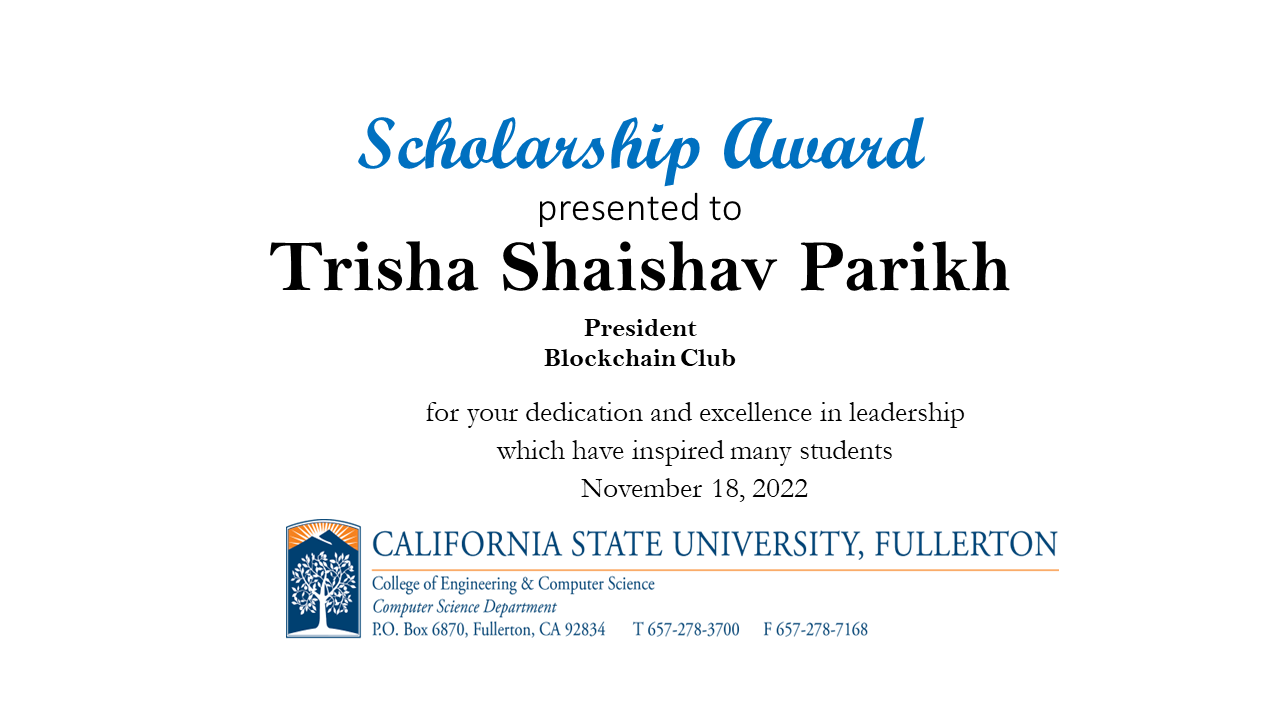 Scholarship Award
presented to
Trisha Shaishav Parikh
President
Blockchain Club
for your dedication and excellence in leadership
which have inspired many students
November 18, 2022
CALIFORNIA STATE UNIVERSITY, FULLERTON
College of Engineering & Computer Science
Computer Science Department
P.O. Box 6870, Fullerton, CA 92834 T 657-278-3700 F 657-278-7168